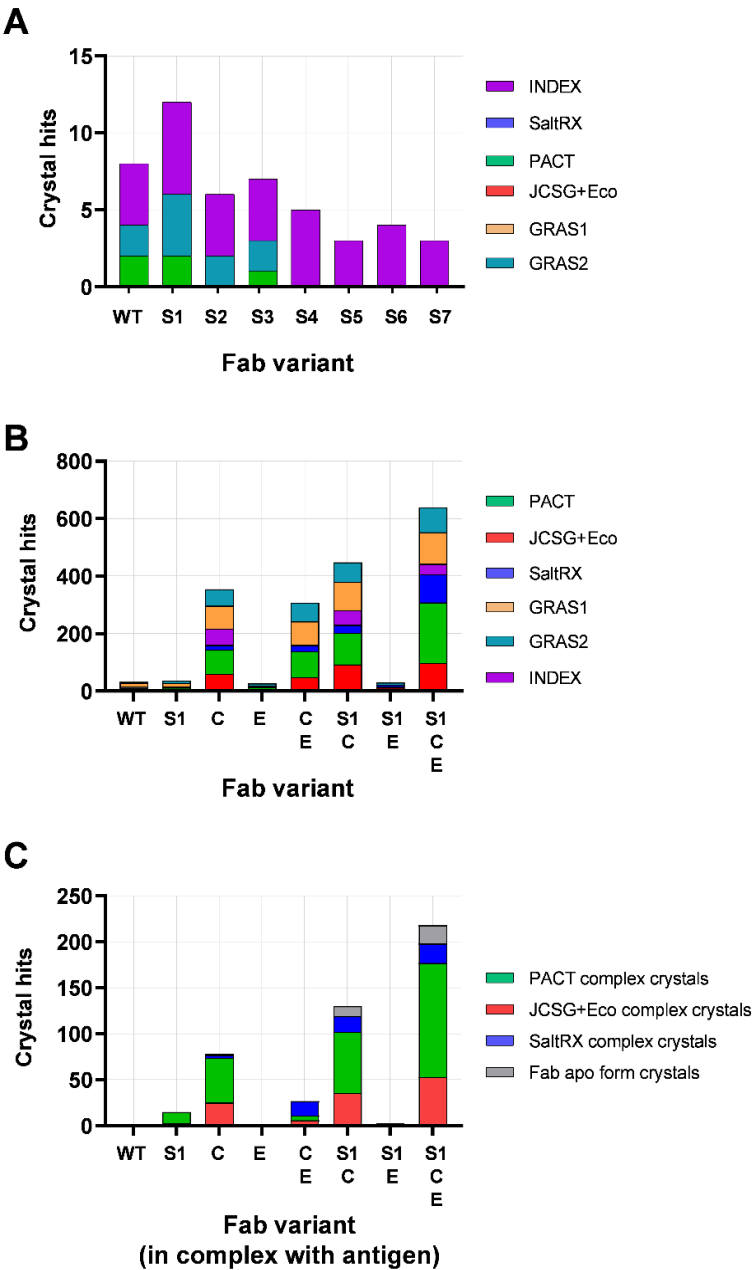 A
15
10
5
0
Crystal hits
WT S1 S2 S3 S4 S5 S6 S7
Fab variant
INDEX
SaltRX
PACT
JCSG+Eco
GRAS1
GRAS2
B
800
600
400
200
0
Crystal hits
WT S1 C E C S1 S1 S1
E C E C
E
Fab variant
PACT
JCSG+Eco
SaltRX
GRAS1
GRAS2
INDEX
C
250
200
150
100
50
0
Crystal hits
WT S1 C E C S1 S1 S1
E C E C
E
Fab variant
(in complex with antigen)
PACT complex crystals
JCSG+Eco complex crystals
SaltRX complex crystals
Fab apo form crystals